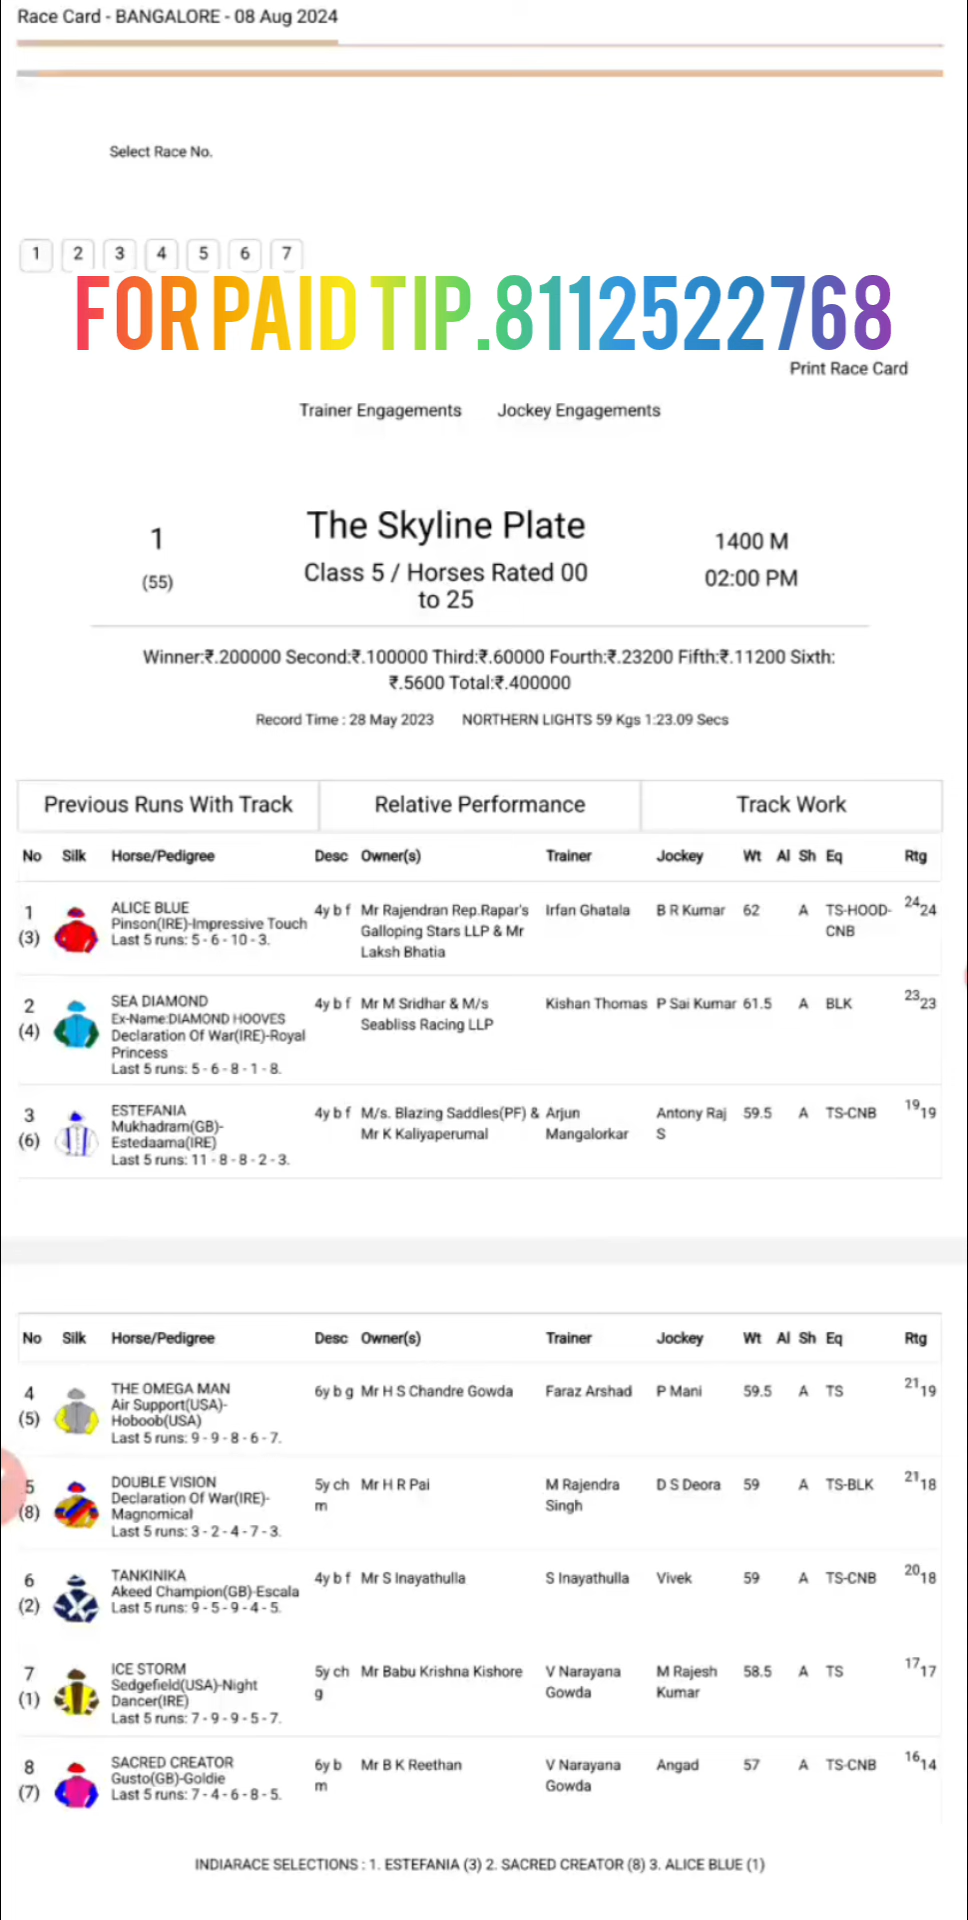 Race Card - BANGALORE - 08 Aug 2024
Select Race No.
1 2 3 4 5 6 7
FOR PAID TIP.8112522768
Print Race Card
Trainer Engagements Jockey Engagements
1 The Skyline Plate 1400 M
(55) Class 5 / Horses Rated 00 02:00 PM
to 25
Winner:₹.200000 Second:₹.100000 Third:₹.60000 Fourth:₹.23200 Fifth:₹.11200 Sixth:
₹.5600 Total:₹.400000
Record Time : 28 May 2023 NORTHERN LIGHTS 59 Kgs 1:23.09 Secs
Previous Runs With Track Relative Performance Track Work
No Silk Horse/Pedigree Desc Owner(s) Trainer Jockey Wt Al Sh Eq Rtg
1 ALICE BLUE 4y b f Mr Rajendran Rep.Rapar's Irfan Ghatala B R Kumar 62 A TS-HOOD- 24 24
Pinson(IRE)-Impressive Touch Galloping Stars LLP & Mr CNB
(3) Last 5 runs: 5 - 6 - 10 - 3. Laksh Bhatia
2 SEA DIAMOND 4y b f Mr M Sridhar & M/s Kishan Thomas P Sai Kumar 61.5 A BLK 23 23
Ex-Name:DIAMOND HOOVES Seabliss Racing LLP
(4) Declaration Of War(IRE)-Royal
Princess
Last 5 runs: 5 - 6 - 8 - 1 - 8.
3 ESTEFANIA 4y b f M/s. Blazing Saddles(PF) & Arjun Antony Raj 59.5 A TS-CNB 19 19
Mukhadram(GB)- Mr K Kaliyaperumal Mangalorkar S
(6) Estedaama(IRE)
Last 5 runs: 11 - 8 - 8 - 2 - 3.
No Silk Horse/Pedigree Desc Owner(s) Trainer Jockey Wt Al Sh Eq Rtg
4 THE OMEGA MAN 6y b g Mr H S Chandre Gowda Faraz Arshad P Mani 59.5 A TS 21 19
Air Support(USA)-
(5) Hoboob(USA)
Last 5 runs: 9 - 9 - 8 - 6 - 7.
5 DOUBLE VISION 5y ch Mr H R Pai M Rajendra D S Deora 59 A TS-BLK 21 18
Declaration Of War(IRE)- m Singh
(8) Magnomical
Last 5 runs: 3 - 2 - 4 - 7 - 3.
6 TANKINIKA 4y b f Mr S Inayathulla S Inayathulla Vivek 59 A TS-CNB 20 18
Akeed Champion(GB)-Escala
(2) Last 5 runs: 9 - 5 - 9 - 4 - 5.
7 ICE STORM 5y ch Mr Babu Krishna Kishore V Narayana M Rajesh 58.5 A TS 17 17
Sedgefield(USA)-Night g Gowda Kumar
(1) Dancer(IRE)
Last 5 runs: 7 - 9 - 9 - 5 - 7.
8 SACRED CREATOR 6y b Mr B K Reethan V Narayana Angad 57 A TS-CNB 16 14
Gusto(GB)-Goldie m Gowda
(7) Last 5 runs: 7 - 4 - 6 - 8 - 5.
INDIARACE SELECTIONS : 1. ESTEFANIA (3) 2. SACRED CREATOR (8) 3. ALICE BLUE (1)